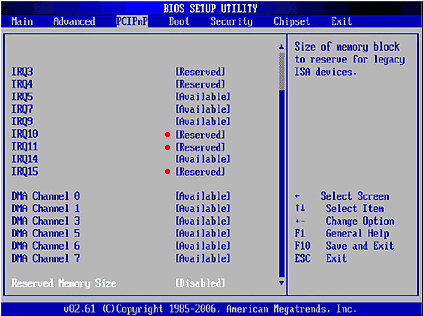 BIOS SETUP UTILITY
Main Advanced PCIPnP Boot Security Chipset Exit
IRQ3 [Reserved]
IRQ4 [Reserved]
IRQ5 [Available]
IRQ7 [Available]
IRQ9 [Available]
IRQ10 [Reserved]
IRQ11 [Reserved]
IRQ14 [Available]
IRQ15 [Reserved]
DMA Channel 0 [Available]
DMA Channel 1 [Available]
DMA Channel 3 [Available]
DMA Channel 5 [Available]
DMA Channel 6 [Available]
DMA Channel 7 [Available]
Reserved Memory Size [Disabled]
Size of memory block
to reserve for legacy
ISA devices.
← Select Screen
↑↓ Select Item
+- Change Option
F1 General Help
F10 Save and Exit
ESC Exit
v02.61 (C)Copyright 1985-2006, American Megatrends, Inc.